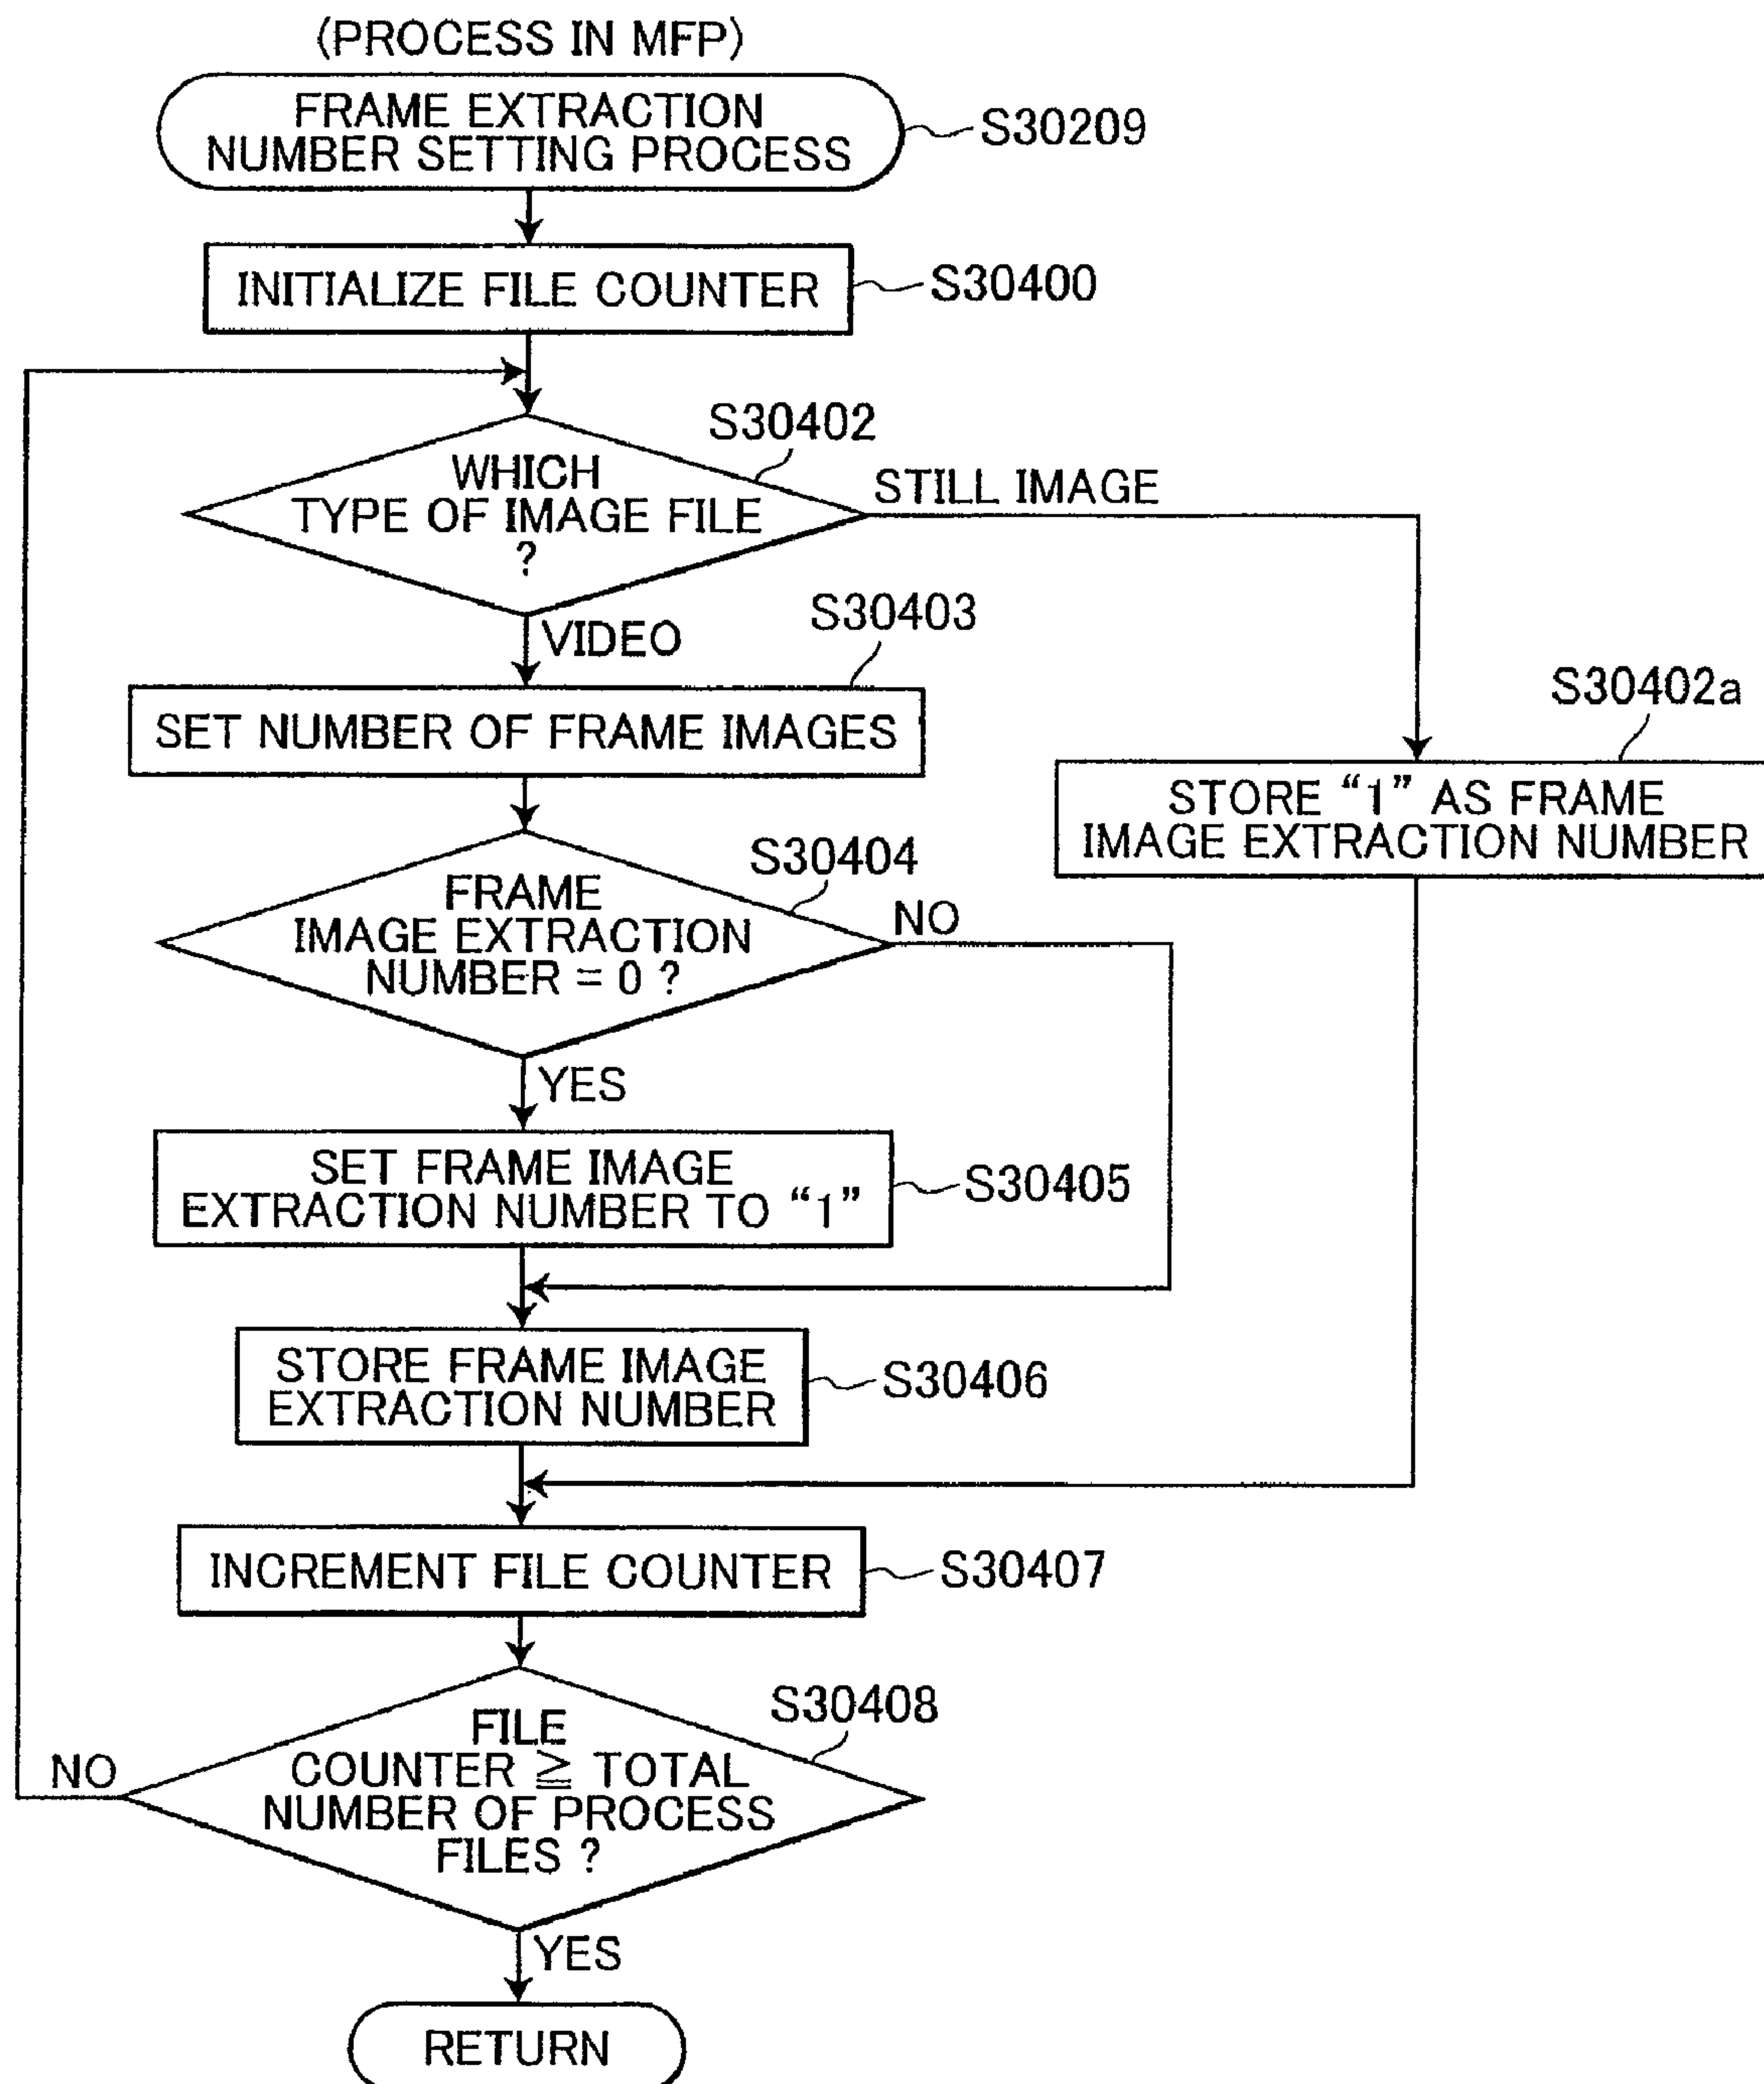 (PROCESS IN MFP)
FRAME EXTRACTION
NUMBER SETTING PROCESS
S30209
INITIALIZE FILE COUNTER
S30400
S30402
WHICH
TYPE OF IMAGE FILE
?
STILL IMAGE
VIDEO
S30403
SET NUMBER OF FRAME IMAGES
S30402a
STORE “1” AS FRAME
IMAGE EXTRACTION NUMBER
S30404
FRAME
IMAGE EXTRACTION
NUMBER = 0 ?
NO
YES
SET FRAME IMAGE
EXTRACTION NUMBER TO “1”
S30405
STORE FRAME IMAGE
EXTRACTION NUMBER
S30406
INCREMENT FILE COUNTER
S30407
S30408
FILE
COUNTER ≧ TOTAL
NUMBER OF PROCESS
FILES ?
NO
YES
RETURN